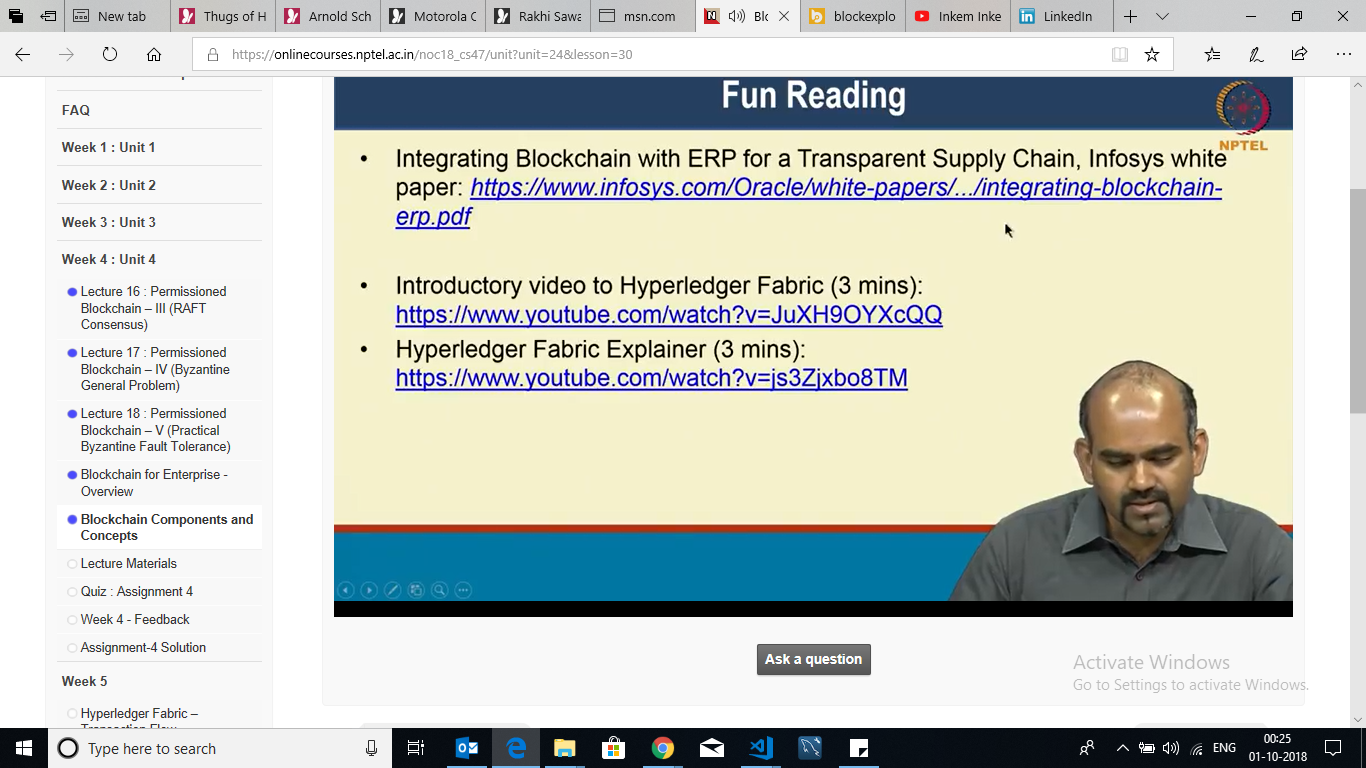 New tab
Thugs of H
Arnold Sch
Motorola C
Rakhi Sawa
msn.com
Blo
blockexplo
Inkem Inke
LinkedIn
https://onlinecourses.nptel.ac.in/noc18_cs47/unit?unit=24&lesson=30
FAQ
Week 1 : Unit 1
Week 2 : Unit 2
Week 3 : Unit 3
Week 4 : Unit 4
Lecture 16 : Permissioned
Blockchain – III (RAFT
Consensus)
Lecture 17 : Permissioned
Blockchain – IV (Byzantine
General Problem)
Lecture 18 : Permissioned
Blockchain – V (Practical
Byzantine Fault Tolerance)
Blockchain for Enterprise -
Overview
Blockchain Components and
Concepts
Lecture Materials
Quiz : Assignment 4
Week 4 - Feedback
Assignment-4 Solution
Week 5
Hyperledger Fabric –
Transaction Flow
Fun Reading
NPTEL
• Integrating Blockchain with ERP for a Transparent Supply Chain, Infosys white
paper: https://www.infosys.com/Oracle/white-papers/.../integrating-blockchain-
erp.pdf
• Introductory video to Hyperledger Fabric (3 mins):
https://www.youtube.com/watch?v=JuXH9OYXcQQ
• Hyperledger Fabric Explainer (3 mins):
https://www.youtube.com/watch?v=js3Zjxbo8TM
Ask a question
Activate Windows
Go to Settings to activate Windows.
Type here to search
ENG
00:25
01-10-2018